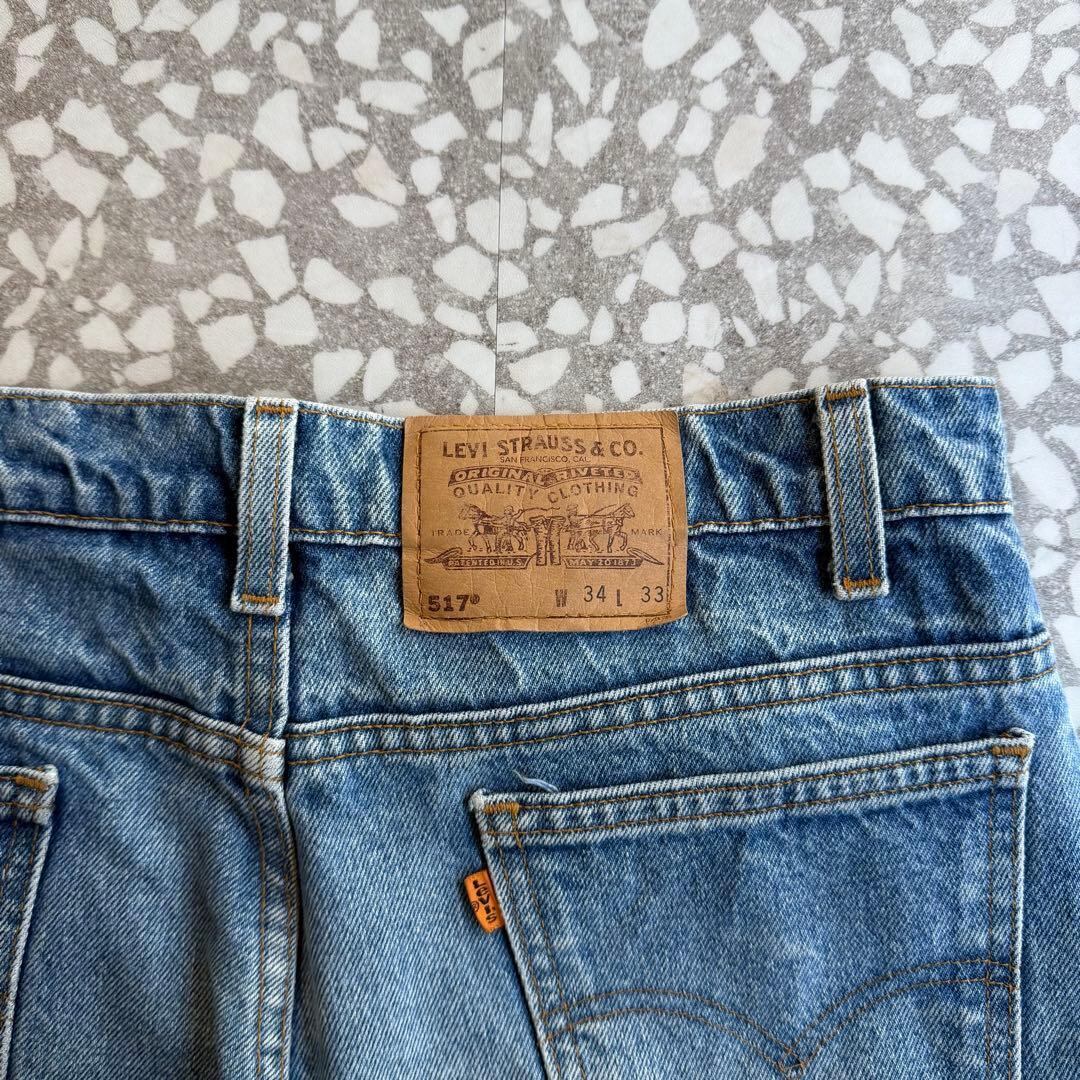 LEVI STRAUSS & CO.
SAN FRANCISCO, CAL.
ORIGINAL RIVETED
QUALITY CLOTHING
TRADE MARK
PATENTED IN U.S. MAY 20 1873
517® W 34 L 33
Levi's
®